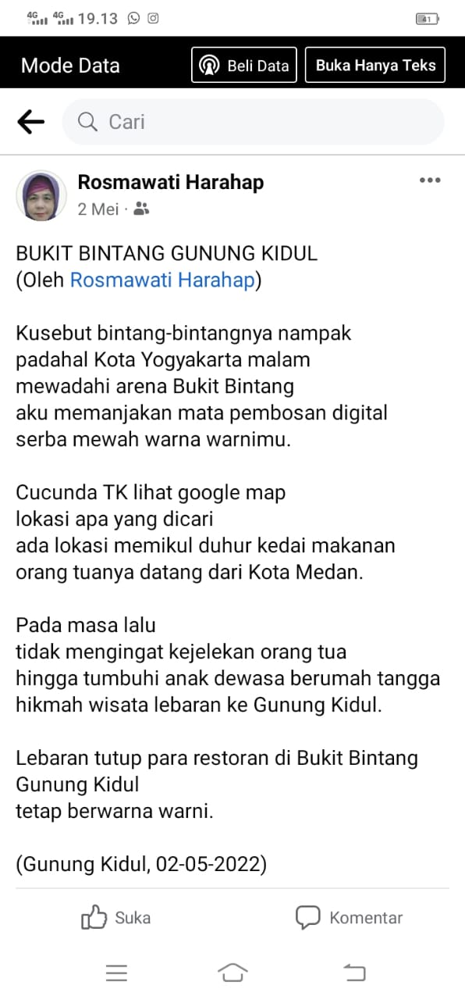 4G 4G 19.13 41
Mode Data Beli Data Buka Hanya Teks
Cari
Rosmawati Harahap
2 Mei ·
BUKIT BINTANG GUNUNG KIDUL
(Oleh Rosmawati Harahap)
Kusebut bintang-bintangnya nampak
padahal Kota Yogyakarta malam
mewadahi arena Bukit Bintang
aku memanjakan mata pembosan digital
serba mewah warna warnimu.
Cucunda TK lihat google map
lokasi apa yang dicari
ada lokasi memikul duhur kedai makanan
orang tuanya datang dari Kota Medan.
Pada masa lalu
tidak mengingat kejelekan orang tua
hingga tumbuhi anak dewasa berumah tangga
hikmah wisata lebaran ke Gunung Kidul.
Lebaran tutup para restoran di Bukit Bintang
Gunung Kidul
tetap berwarna warni.
(Gunung Kidul, 02-05-2022)
Suka Komentar